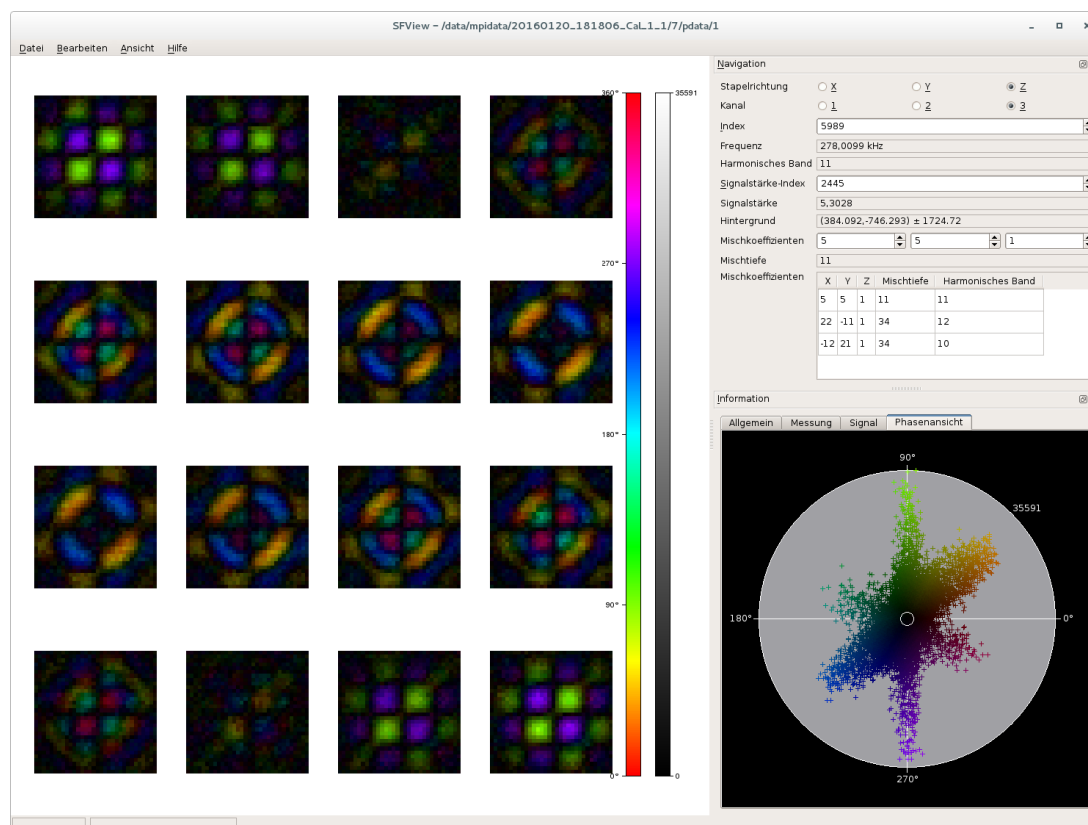 SFView – /data/mpidata/20160120_181806_CaL_1_1/7/pdata/1
Datei Bearbeiten Ansicht Hilfe
360°
270°
180°
90°
0°
35591
0
Navigation
Stapelrichtung X Y Z
Kanal 1 2 3
Index 5989
Frequenz 278,0099 kHz
Harmonisches Band 11
Signalstärke-Index 2445
Signalstärke 5,3028
Hintergrund (384.092,-746.293) ± 1724.72
Mischkoeffizienten 5 5 1
Mischtiefe 11
Mischkoeffizienten
X Y Z Mischtiefe Harmonisches Band
5 5 1 11 11
22 -11 1 34 12
-12 21 1 34 10
Information
Allgemein Messung Signal Phasenansicht
90°
35591
180°
0°
270°